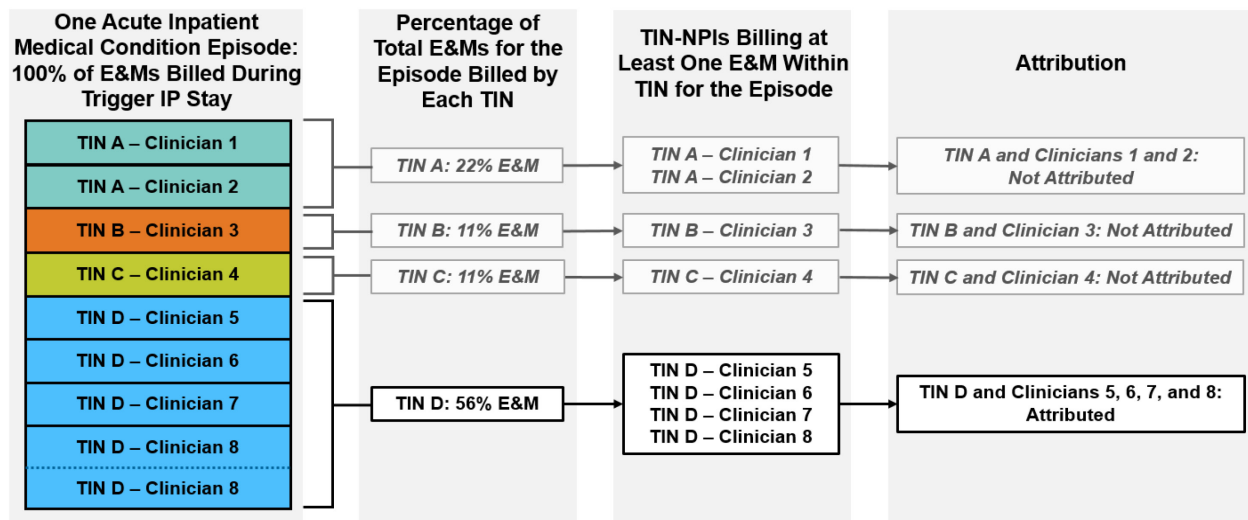 One Acute Inpatient
Medical Condition Episode:
100% of E&Ms Billed During
Trigger IP Stay
TIN A – Clinician 1
TIN A – Clinician 2
TIN B – Clinician 3
TIN C – Clinician 4
TIN D – Clinician 5
TIN D – Clinician 6
TIN D – Clinician 7
TIN D – Clinician 8
TIN D – Clinician 8
Percentage of
Total E&Ms for the
Episode Billed by
Each TIN
TIN A: 22% E&M
TIN B: 11% E&M
TIN C: 11% E&M
TIN D: 56% E&M
TIN-NPIs Billing at
Least One E&M Within
TIN for the Episode
TIN A – Clinician 1
TIN A – Clinician 2
TIN B – Clinician 3
TIN C – Clinician 4
TIN D – Clinician 5
TIN D – Clinician 6
TIN D – Clinician 7
TIN D – Clinician 8
Attribution
TIN A and Clinicians 1 and 2:
Not Attributed
TIN B and Clinician 3: Not Attributed
TIN C and Clinician 4: Not Attributed
TIN D and Clinicians 5, 6, 7, and 8:
Attributed